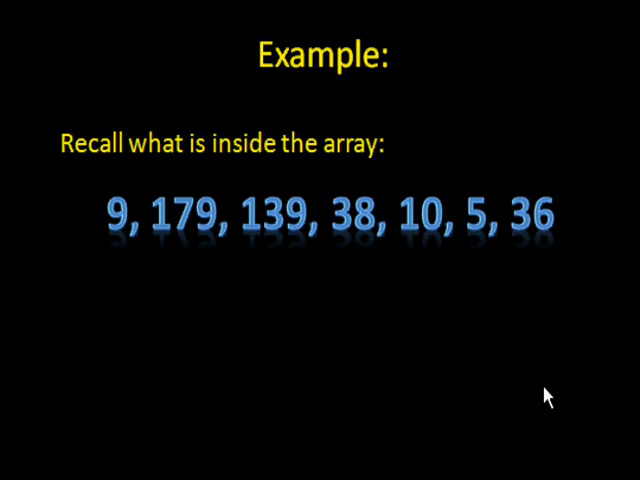 Example:
Recall what is inside the array:
9, 179, 139, 38, 10, 5, 36